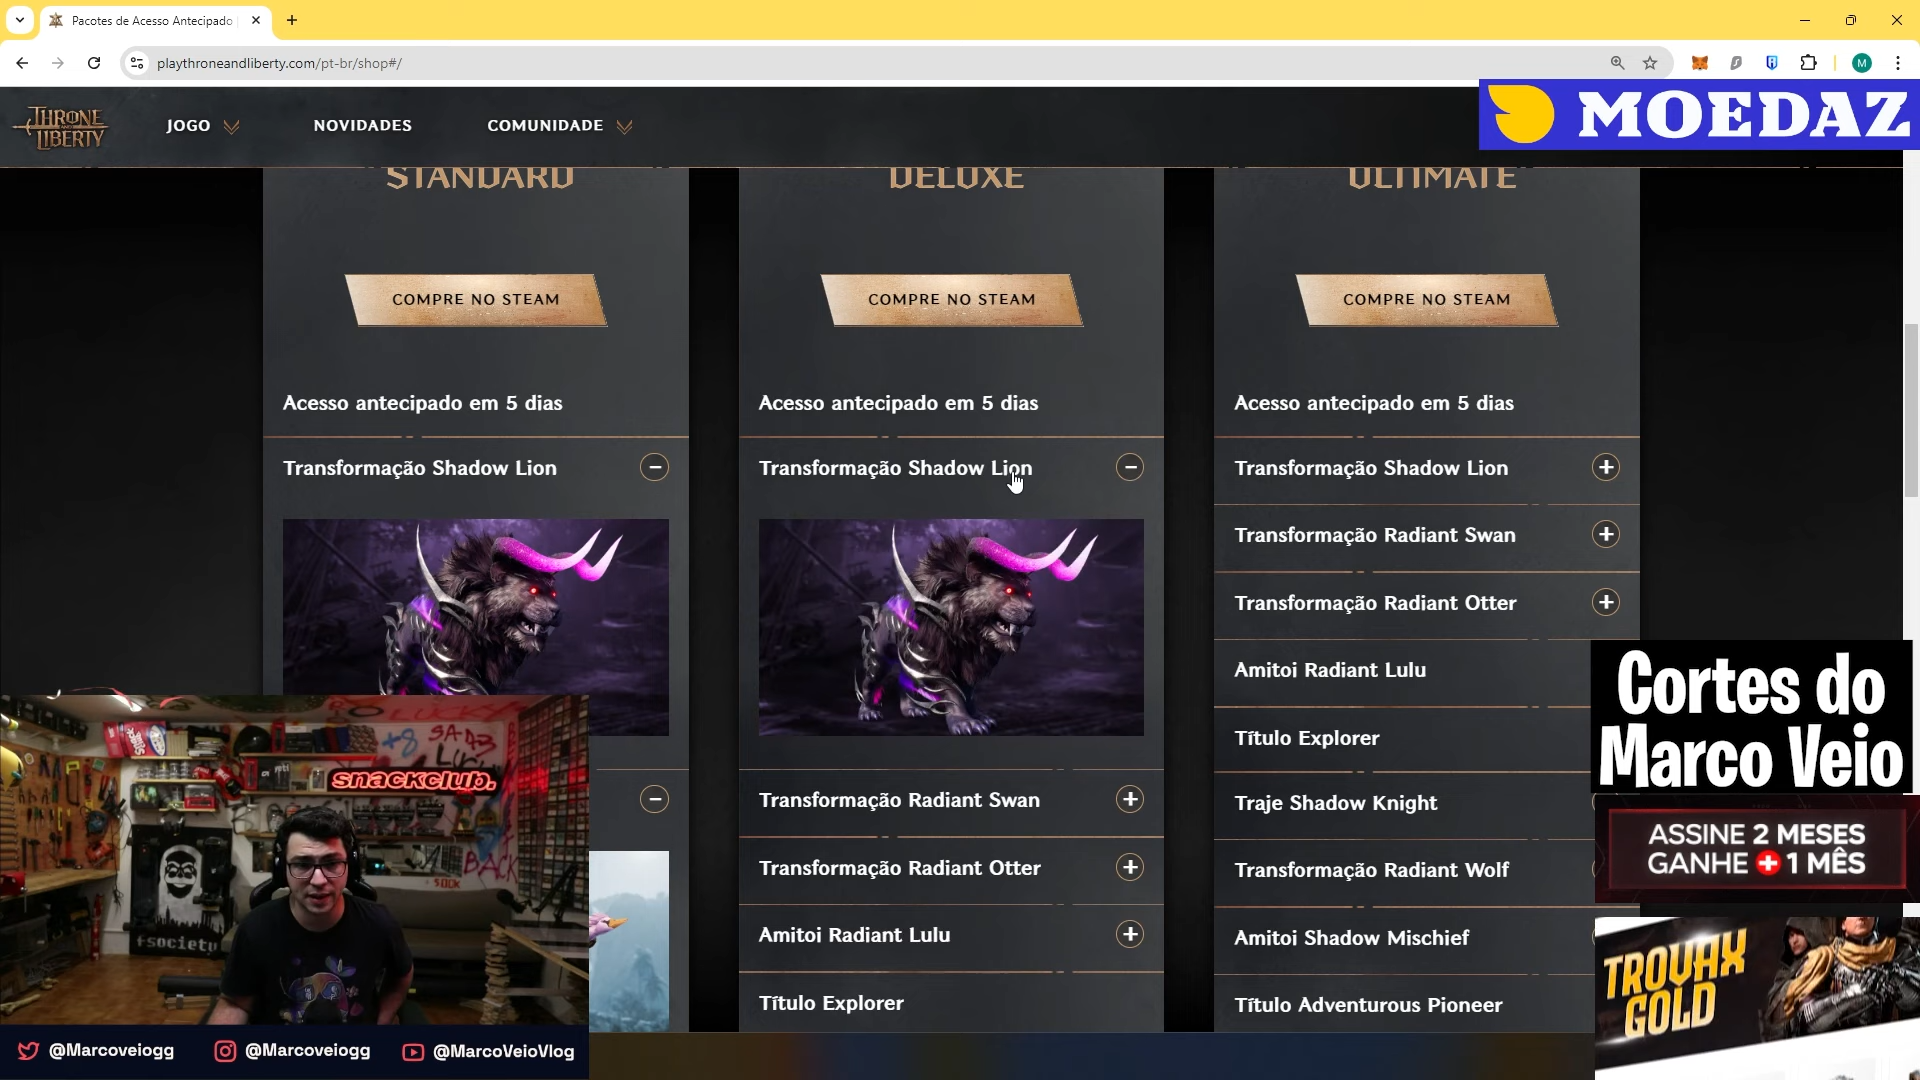 Pacotes de Acesso Antecipado
playthroneandliberty.com/pt-br/shop#/
M
THRONE
AND
LIBERTY
JOGO
NOVIDADES
COMUNIDADE
MOEDAZ
STANDARD
DELUXE
ULTIMATE
COMPRE NO STEAM
COMPRE NO STEAM
COMPRE NO STEAM
Acesso antecipado em 5 dias
Acesso antecipado em 5 dias
Acesso antecipado em 5 dias
Transformação Shadow Lion
Transformação Shadow Lion
Transformação Shadow Lion
Transformação Radiant Swan
Transformação Radiant Otter
Amitoi Radiant Lulu
Título Explorer
Traje Shadow Knight
Transformação Radiant Wolf
Amitoi Shadow Mischief
Título Adventurous Pioneer
Transformação Radiant Swan
Transformação Radiant Otter
Amitoi Radiant Lulu
Título Explorer
snackclub.
BACK
fsociety
@Marcoveiogg
@Marcoveiogg
@MarcoVeioVlog
Cortes do
Marco Veio
ASSINE 2 MESES
GANHE + 1 MÊS
TROVAX
GOLD